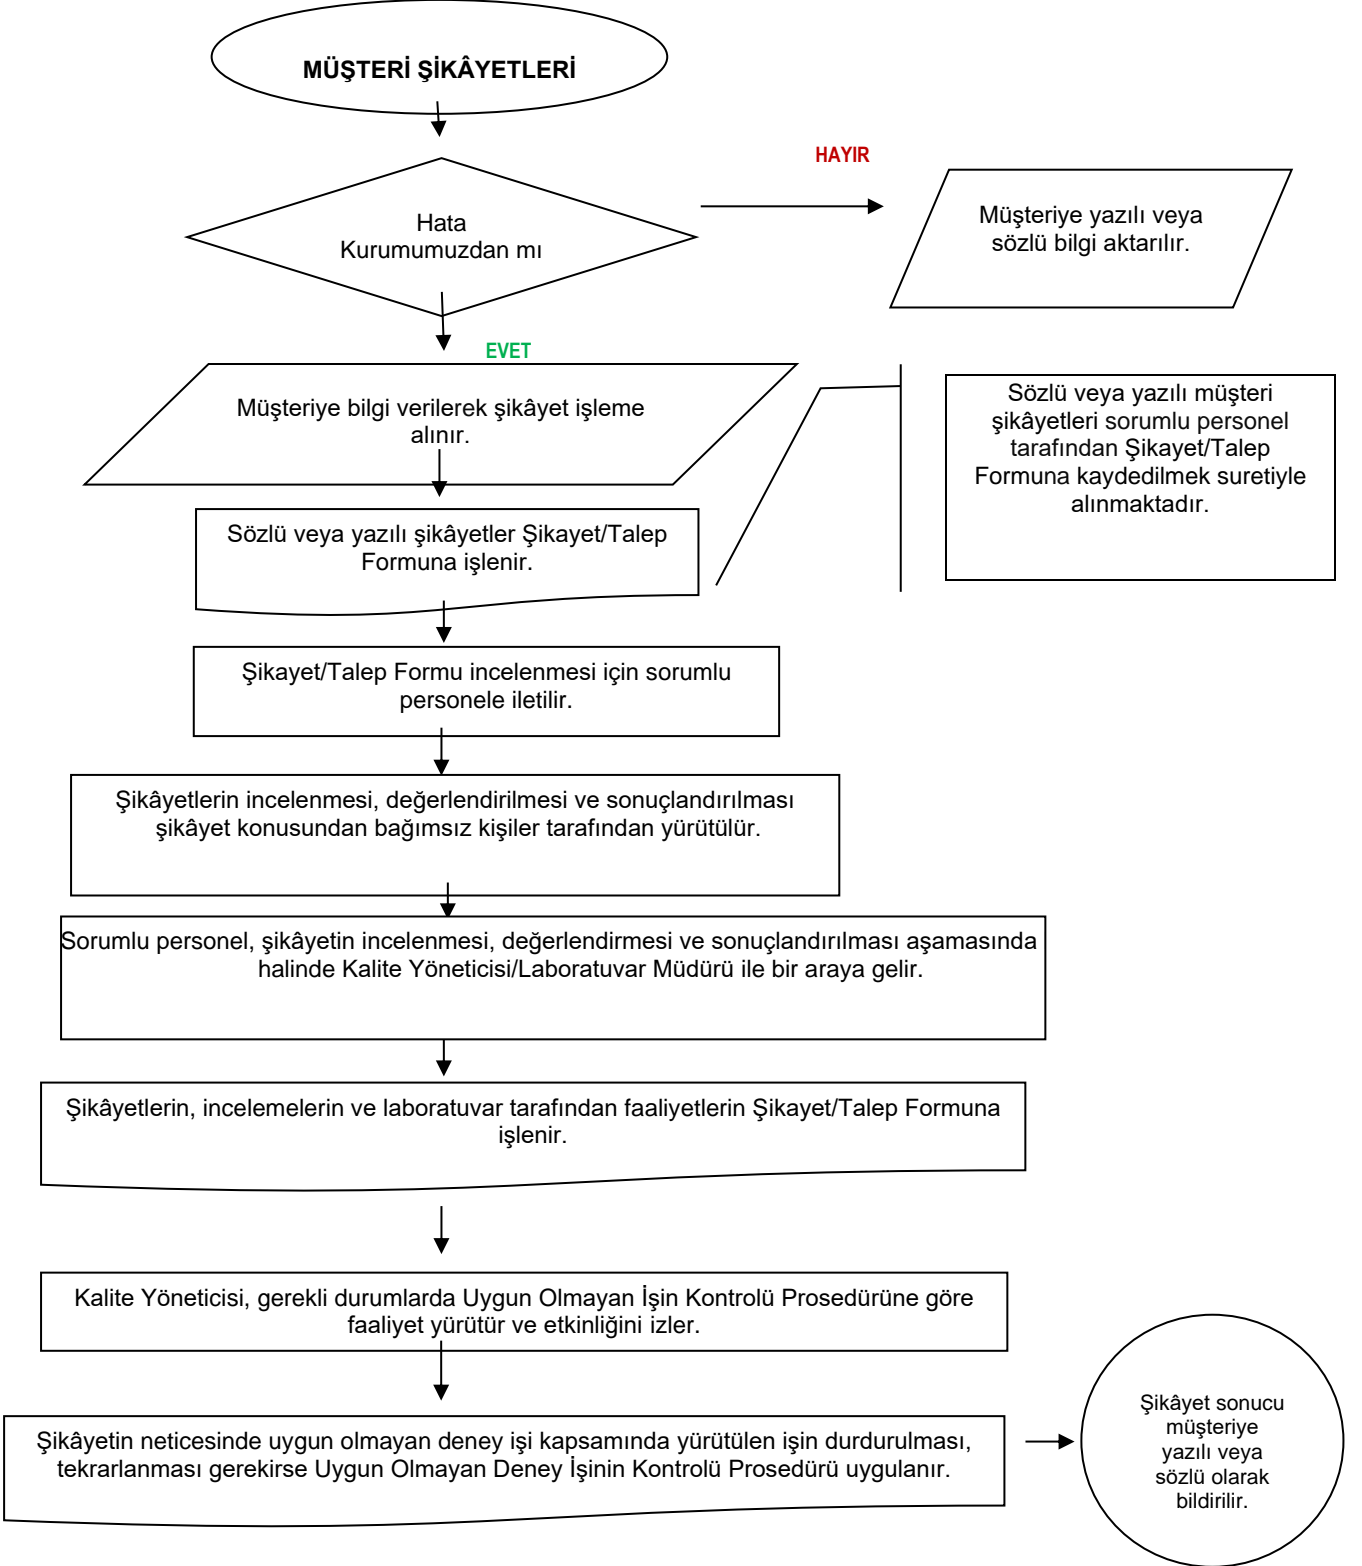 MÜŞTERİ ŞİKÂYETLERİ
HAYIR
Hata
Kurumumuzdan mı
Müşteriye yazılı veya
sözlü bilgi aktarılır.
EVET
Müşteriye bilgi verilerek şikâyet işleme
alınır.
Sözlü veya yazılı müşteri
şikâyetleri sorumlu personel
tarafından Şikayet/Talep
Formuna kaydedilmek suretiyle
alınmaktadır.
Sözlü veya yazılı şikâyetler Şikayet/Talep
Formuna işlenir.
Şikayet/Talep Formu incelenmesi için sorumlu
personele iletilir.
Şikâyetlerin incelenmesi, değerlendirilmesi ve sonuçlandırılması
şikâyet konusundan bağımsız kişiler tarafından yürütülür.
Sorumlu personel, şikâyetin incelenmesi, değerlendirmesi ve sonuçlandırılması aşamasında
halinde Kalite Yöneticisi/Laboratuvar Müdürü ile bir araya gelir.
Şikâyetlerin, incelemelerin ve laboratuvar tarafından faaliyetlerin Şikayet/Talep Formuna
işlenir.
Kalite Yöneticisi, gerekli durumlarda Uygun Olmayan İşin Kontrolü Prosedürüne göre
faaliyet yürütür ve etkinliğini izler.
Şikâyetin neticesinde uygun olmayan deney işi kapsamında yürütülen işin durdurulması,
tekrarlanması gerekirse Uygun Olmayan Deney İşinin Kontrolü Prosedürü uygulanır.
Şikâyet sonucu
müşteriye
yazılı veya
sözlü olarak
bildirilir.